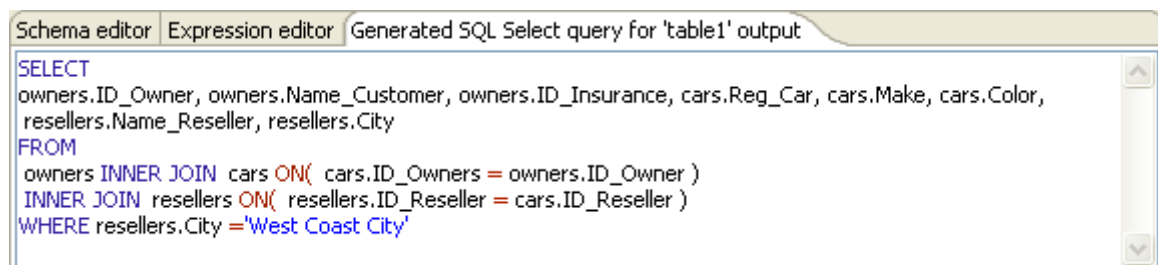 Schema editor Expression editor Generated SQL Select query for 'table1' output
SELECT
owners.ID_Owner, owners.Name_Customer, owners.ID_Insurance, cars.Reg_Car, cars.Make, cars.Color,
resellers.Name_Reseller, resellers.City
FROM
owners INNER JOIN cars ON( cars.ID_Owners = owners.ID_Owner )
INNER JOIN resellers ON( resellers.ID_Reseller = cars.ID_Reseller )
WHERE resellers.City ='West Coast City'